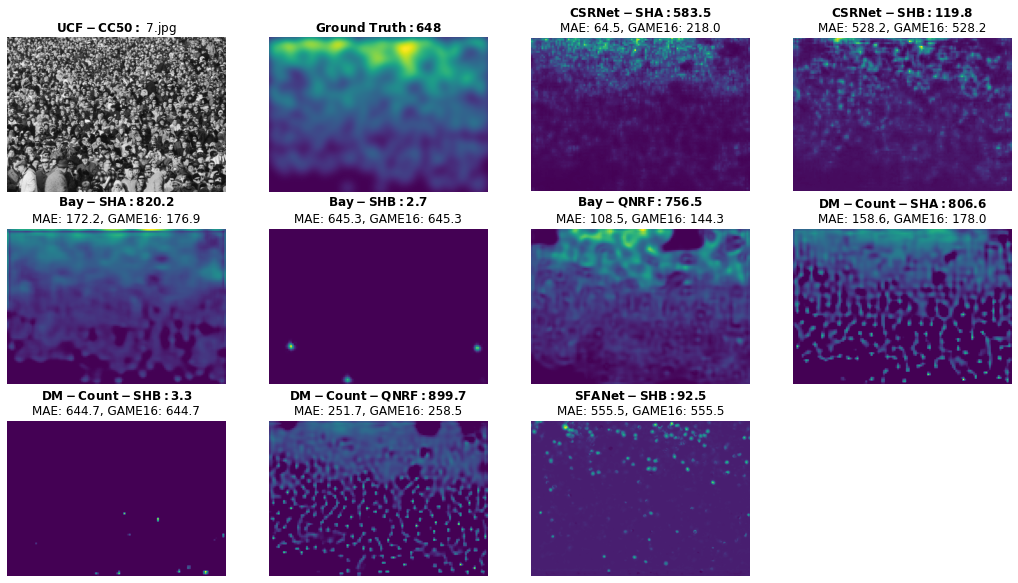 UCF − CC50 : 7.jpg
Ground Truth : 648
CSRNet − SHA : 583.5
MAE: 64.5, GAME16: 218.0
CSRNet − SHB : 119.8
MAE: 528.2, GAME16: 528.2
Bay − SHA : 820.2
MAE: 172.2, GAME16: 176.9
Bay − SHB : 2.7
MAE: 645.3, GAME16: 645.3
Bay − QNRF : 756.5
MAE: 108.5, GAME16: 144.3
DM − Count − SHA : 806.6
MAE: 158.6, GAME16: 178.0
DM − Count − SHB : 3.3
MAE: 644.7, GAME16: 644.7
DM − Count − QNRF : 899.7
MAE: 251.7, GAME16: 258.5
SFANet − SHB : 92.5
MAE: 555.5, GAME16: 555.5